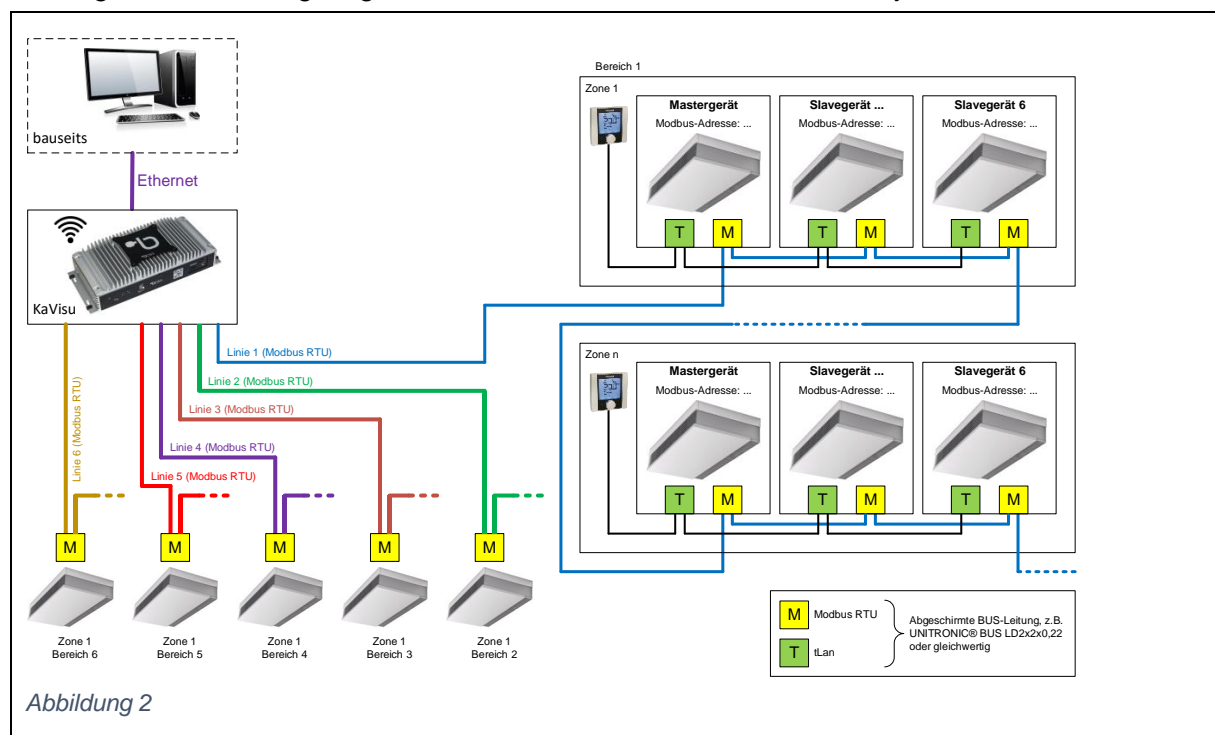 bauseits
Ethernet
KaVisu
Linie 1 (Modbus RTU)
Linie 2 (Modbus RTU)
Linie 3 (Modbus RTU)
Linie 4 (Modbus RTU)
Linie 5 (Modbus RTU)
Linie 6 (Modbus RTU)
M
M
M
M
M
Zone 1
Bereich 6
Zone 1
Bereich 5
Zone 1
Bereich 4
Zone 1
Bereich 3
Zone 1
Bereich 2
Bereich 1
Zone 1
Mastergerät
Modbus-Adresse: ...
T
M
Slavegerät ...
Modbus-Adresse: ...
T
M
Slavegerät 6
Modbus-Adresse: ...
T
M
Zone n
Mastergerät
Modbus-Adresse: ...
T
M
Slavegerät ...
Modbus-Adresse: ...
T
M
Slavegerät 6
Modbus-Adresse: ...
T
M
M
Modbus RTU
T
tLan
Abgeschirmte BUS-Leitung, z.B.
UNITRONIC® BUS LD2x2x0,22
oder gleichwertig
Abbildung 2